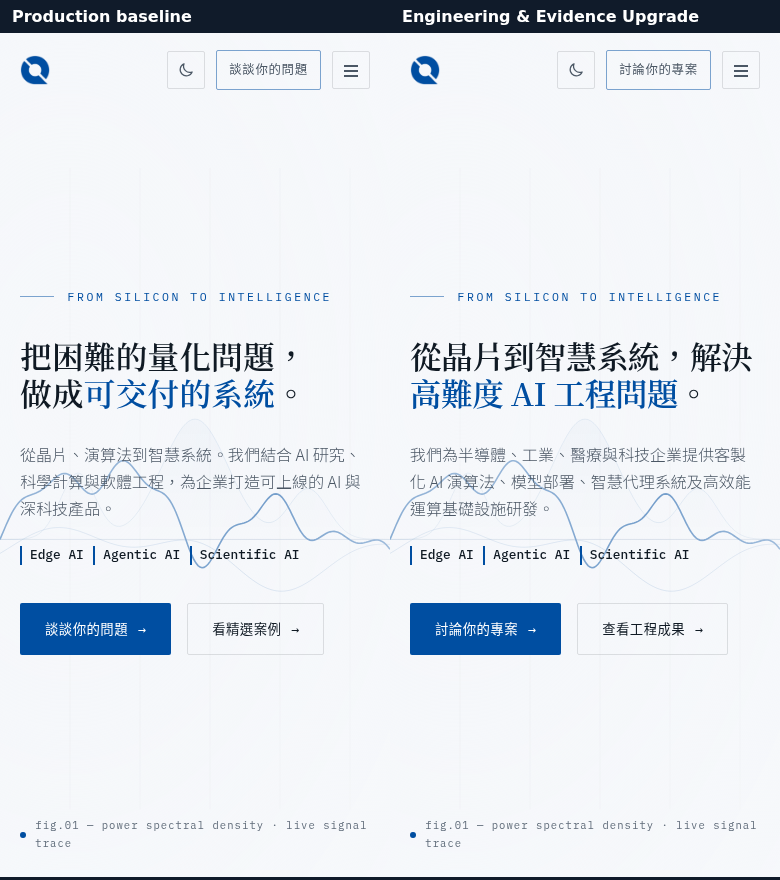 Production baseline
談談你的問題
FROM SILICON TO INTELLIGENCE
把困難的量化問題，
做成可交付的系統。
從晶片、演算法到智慧系統。我們結合 AI 研究、
科學計算與軟體工程，為企業打造可上線的 AI 與
深科技產品。
Edge AI
Agentic AI
Scientific AI
談談你的問題 →
看精選案例 →
fig.01 — power spectral density · live signal
trace
Engineering & Evidence Upgrade
討論你的專案
FROM SILICON TO INTELLIGENCE
從晶片到智慧系統，解決
高難度 AI 工程問題。
我們為半導體、工業、醫療與科技企業提供客製
化 AI 演算法、模型部署、智慧代理系統及高效能
運算基礎設施研發。
Edge AI
Agentic AI
Scientific AI
討論你的專案 →
查看工程成果 →
fig.01 — power spectral density · live signal
trace